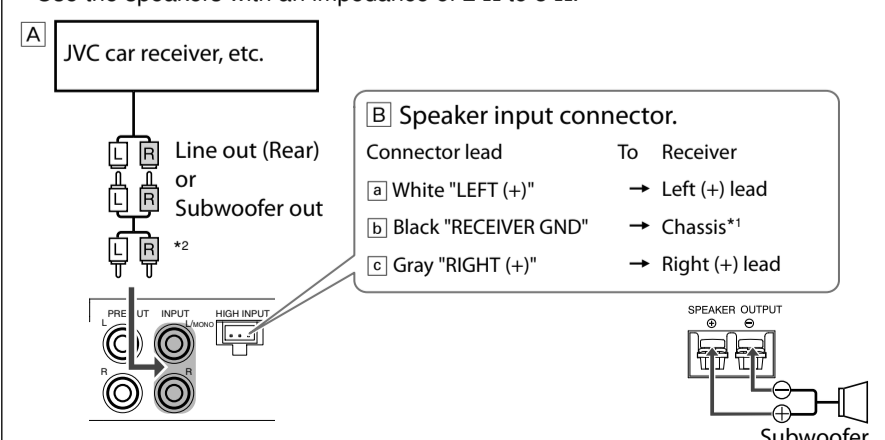 Use the speakers with an impedance of 2 Ω to 8 Ω.
A
JVC car receiver, etc.
L R Line out (Rear)
or
L R Subwoofer out
L R *2
B Speaker input connector.
Connector lead To Receiver
a White "LEFT (+)" → Left (+) lead
b Black "RECEIVER GND" → Chassis*1
c Gray "RIGHT (+)" → Right (+) lead
INPUT HIGH INPUT
L L/MONO
R R
SPEAKER OUTPUT
⊕ ⊖
⊖
⊕
Subwoofer